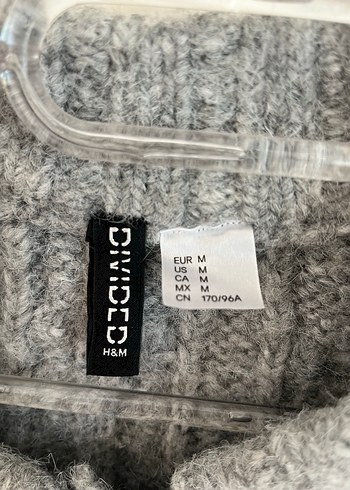 DIVIDED
H&M
EUR M
US M
CA M
MX M
CN 170/96A